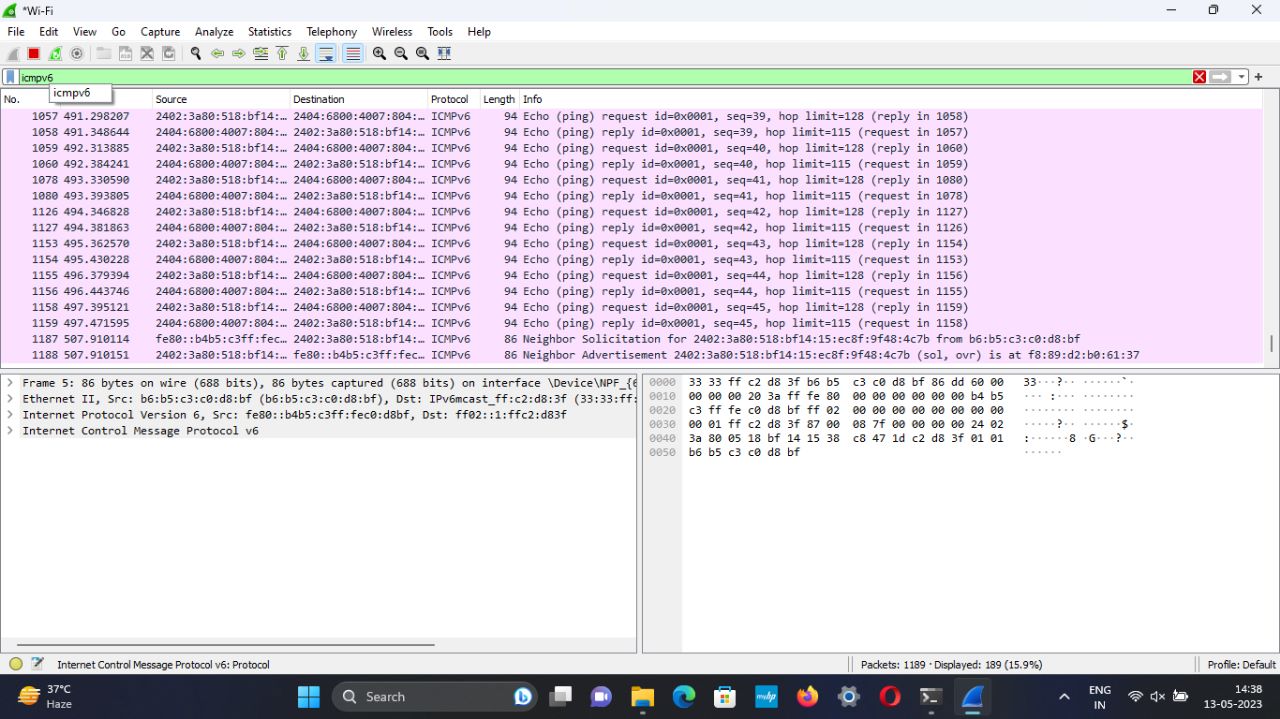 *Wi-Fi
File Edit View Go Capture Analyze Statistics Telephony Wireless Tools Help
icmpv6
icmpv6
No. Source Destination Protocol Length Info
1057 491.298207 2402:3a80:518:bf14:… 2404:6800:4007:804:… ICMPv6 94 Echo (ping) request id=0x0001, seq=39, hop limit=128 (reply in 1058)
1058 491.348644 2404:6800:4007:804:… 2402:3a80:518:bf14:… ICMPv6 94 Echo (ping) reply id=0x0001, seq=39, hop limit=115 (request in 1057)
1059 492.313885 2402:3a80:518:bf14:… 2404:6800:4007:804:… ICMPv6 94 Echo (ping) request id=0x0001, seq=40, hop limit=128 (reply in 1060)
1060 492.384241 2404:6800:4007:804:… 2402:3a80:518:bf14:… ICMPv6 94 Echo (ping) reply id=0x0001, seq=40, hop limit=115 (request in 1059)
1078 493.330590 2402:3a80:518:bf14:… 2404:6800:4007:804:… ICMPv6 94 Echo (ping) request id=0x0001, seq=41, hop limit=128 (reply in 1080)
1080 493.393805 2404:6800:4007:804:… 2402:3a80:518:bf14:… ICMPv6 94 Echo (ping) reply id=0x0001, seq=41, hop limit=115 (request in 1078)
1126 494.346828 2402:3a80:518:bf14:… 2404:6800:4007:804:… ICMPv6 94 Echo (ping) request id=0x0001, seq=42, hop limit=128 (reply in 1127)
1127 494.381863 2404:6800:4007:804:… 2402:3a80:518:bf14:… ICMPv6 94 Echo (ping) reply id=0x0001, seq=42, hop limit=115 (request in 1126)
1153 495.362570 2402:3a80:518:bf14:… 2404:6800:4007:804:… ICMPv6 94 Echo (ping) request id=0x0001, seq=43, hop limit=128 (reply in 1154)
1154 495.430228 2404:6800:4007:804:… 2402:3a80:518:bf14:… ICMPv6 94 Echo (ping) reply id=0x0001, seq=43, hop limit=115 (request in 1153)
1155 496.379394 2402:3a80:518:bf14:… 2404:6800:4007:804:… ICMPv6 94 Echo (ping) request id=0x0001, seq=44, hop limit=128 (reply in 1156)
1156 496.443746 2404:6800:4007:804:… 2402:3a80:518:bf14:… ICMPv6 94 Echo (ping) reply id=0x0001, seq=44, hop limit=115 (request in 1155)
1158 497.395121 2402:3a80:518:bf14:… 2404:6800:4007:804:… ICMPv6 94 Echo (ping) request id=0x0001, seq=45, hop limit=128 (reply in 1159)
1159 497.471595 2404:6800:4007:804:… 2402:3a80:518:bf14:… ICMPv6 94 Echo (ping) reply id=0x0001, seq=45, hop limit=115 (request in 1158)
1187 507.910114 fe80::b4b5:c3ff:fec… 2402:3a80:518:bf14:… ICMPv6 86 Neighbor Solicitation for 2402:3a80:518:bf14:15:ec8f:9f48:4c7b from b6:b5:c3:c0:d8:bf
1188 507.910151 2402:3a80:518:bf14:… fe80::b4b5:c3ff:fec… ICMPv6 86 Neighbor Advertisement 2402:3a80:518:bf14:15:ec8f:9f48:4c7b (sol, ovr) is at f8:89:d2:b0:61:37
Frame 5: 86 bytes on wire (688 bits), 86 bytes captured (688 bits) on interface \Device\NPF_{6
Ethernet II, Src: b6:b5:c3:c0:d8:bf (b6:b5:c3:c0:d8:bf), Dst: IPv6mcast_ff:c2:d8:3f (33:33:ff:
Internet Protocol Version 6, Src: fe80::b4b5:c3ff:fec0:d8bf, Dst: ff02::1:ffc2:d83f
Internet Control Message Protocol v6
0000 33 33 ff c2 d8 3f b6 b5 c3 c0 d8 bf 86 dd 60 00 33···?·· ······`·
0010 00 00 00 20 3a ff fe 80 00 00 00 00 00 00 b4 b5 ··· :··· ········
0020 c3 ff fe c0 d8 bf ff 02 00 00 00 00 00 00 00 00 ········ ········
0030 00 01 ff c2 d8 3f 87 00 08 7f 00 00 00 00 24 02 ·····?·· ······$·
0040 3a 80 05 18 bf 14 15 38 c8 47 1d c2 d8 3f 01 01 :······8 ·G···?··
0050 b6 b5 c3 c0 d8 bf ······
Internet Control Message Protocol v6: Protocol Packets: 1189 · Displayed: 189 (15.9%) Profile: Default
37°C
Haze
Search
myhp
ENG
IN
14:38
13-05-2023